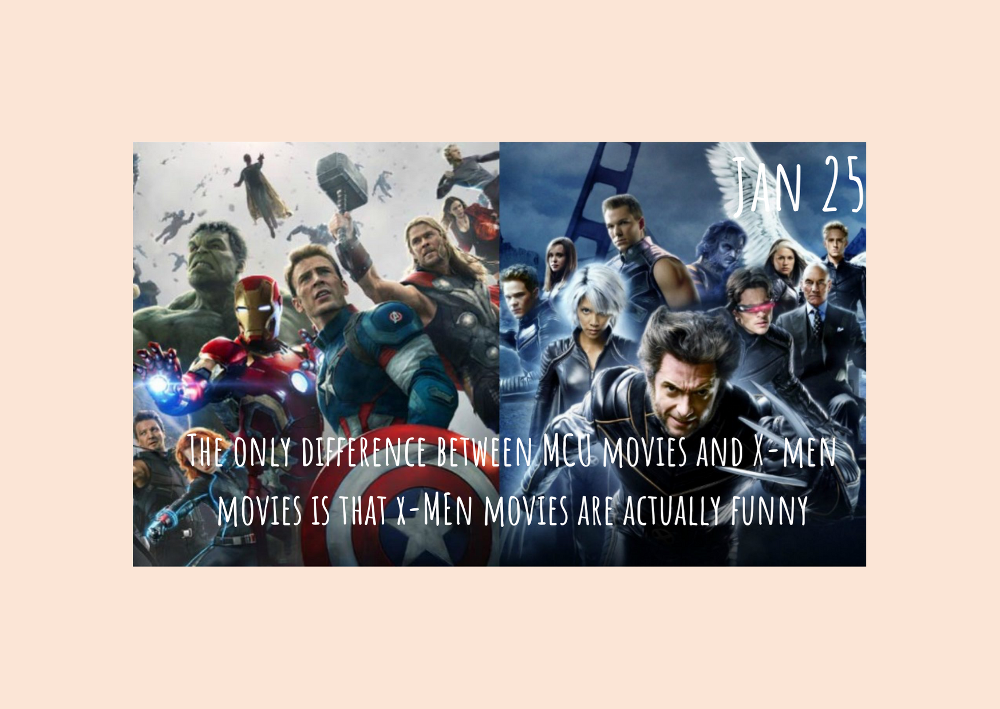 Jan 25
The only difference between MCU movies and X-men
movies is that x-MEn movies are actually funny